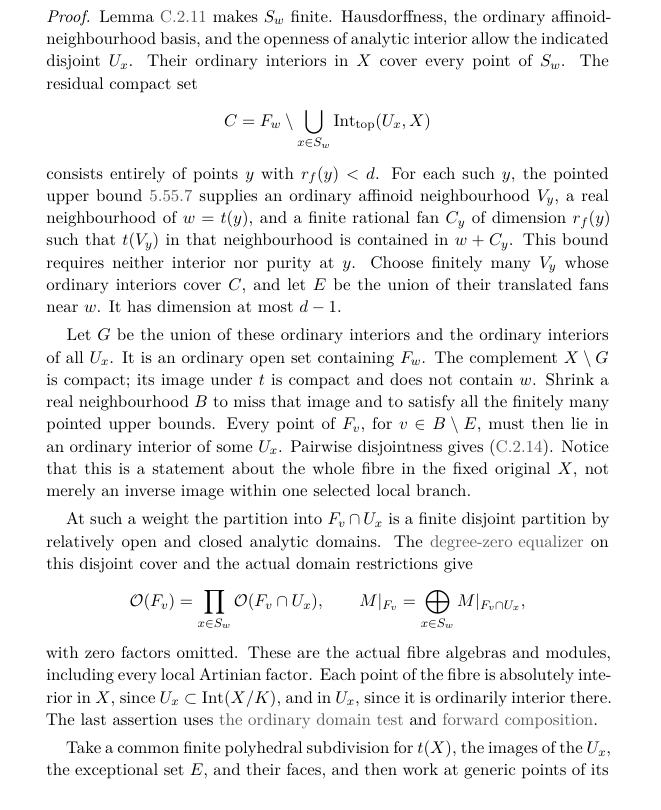 Proof. Lemma C.2.11 makes S_w finite. Hausdorffness, the ordinary affinoid-
neighbourhood basis, and the openness of analytic interior allow the indicated
disjoint U_x. Their ordinary interiors in X cover every point of S_w. The
residual compact set
C = F_w \ ⋃_{x∈S_w} Int_top(U_x, X)
consists entirely of points y with r_f(y) < d. For each such y, the pointed
upper bound 5.55.7 supplies an ordinary affinoid neighbourhood V_y, a real
neighbourhood of w = t(y), and a finite rational fan C_y of dimension r_f(y)
such that t(V_y) in that neighbourhood is contained in w + C_y. This bound
requires neither interior nor purity at y. Choose finitely many V_y whose
ordinary interiors cover C, and let E be the union of their translated fans
near w. It has dimension at most d − 1.
Let G be the union of these ordinary interiors and the ordinary interiors
of all U_x. It is an ordinary open set containing F_w. The complement X \ G
is compact; its image under t is compact and does not contain w. Shrink a
real neighbourhood B to miss that image and to satisfy all the finitely many
pointed upper bounds. Every point of F_v, for v ∈ B \ E, must then lie in
an ordinary interior of some U_x. Pairwise disjointness gives (C.2.14). Notice
that this is a statement about the whole fibre in the fixed original X, not
merely an inverse image within one selected local branch.
At such a weight the partition into F_v ∩ U_x is a finite disjoint partition by
relatively open and closed analytic domains. The degree-zero equalizer on
this disjoint cover and the actual domain restrictions give
O(F_v) = ∏_{x∈S_w} O(F_v ∩ U_x), M|_{F_v} = ⨁_{x∈S_w} M|_{F_v∩U_x},
with zero factors omitted. These are the actual fibre algebras and modules,
including every local Artinian factor. Each point of the fibre is absolutely inte-
rior in X, since U_x ⊂ Int(X/K), and in U_x, since it is ordinarily interior there.
The last assertion uses the ordinary domain test and forward composition.
Take a common finite polyhedral subdivision for t(X), the images of the U_x,
the exceptional set E, and their faces, and then work at generic points of its